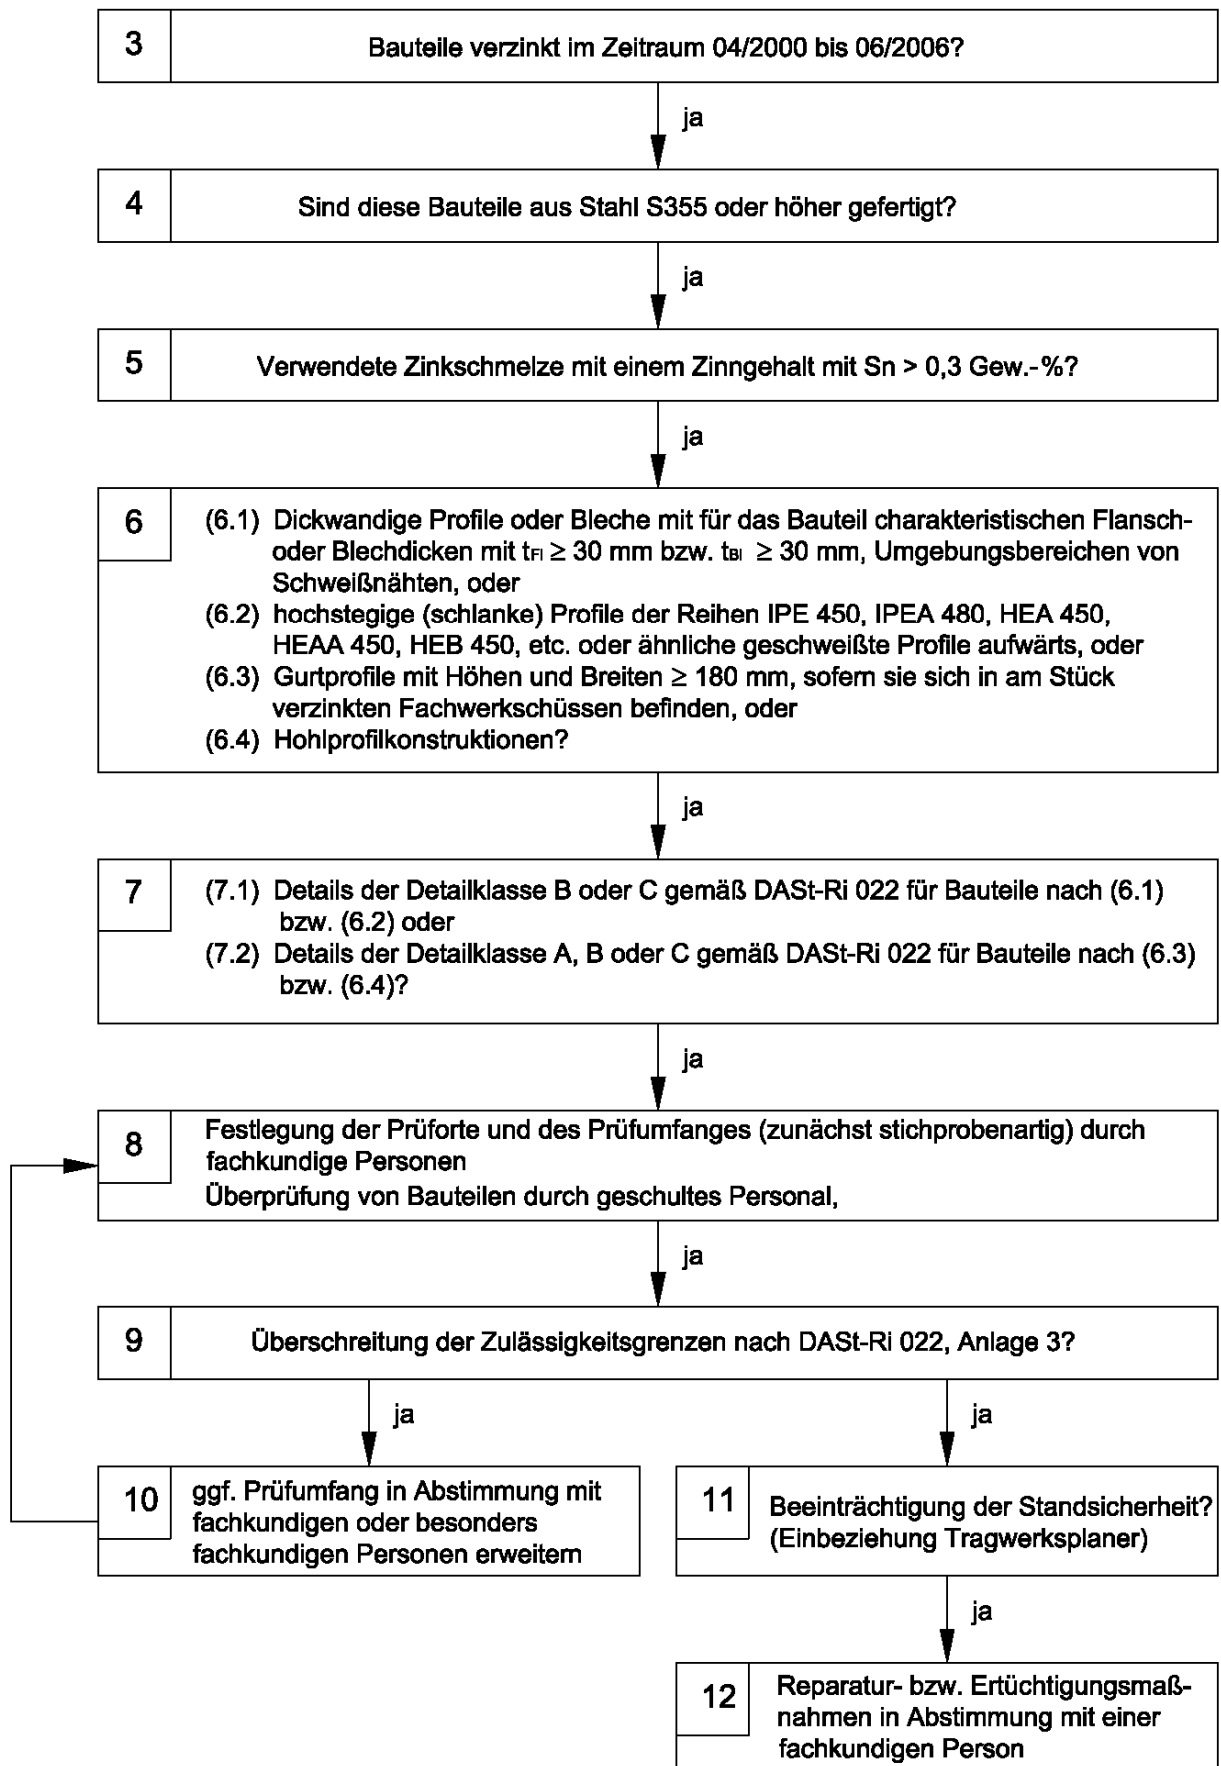 3
Bauteile verzinkt im Zeitraum 04/2000 bis 06/2006?
ja
4
Sind diese Bauteile aus Stahl S355 oder höher gefertigt?
ja
5
Verwendete Zinkschmelze mit einem Zinngehalt mit Sn > 0,3 Gew.-%?
ja
6
(6.1) Dickwandige Profile oder Bleche mit für das Bauteil charakteristischen Flansch-
oder Blechdicken mit tFl ≥ 30 mm bzw. tBl ≥ 30 mm, Umgebungsbereichen von
Schweißnähten, oder
(6.2) hochstegige (schlanke) Profile der Reihen IPE 450, IPEA 480, HEA 450,
HEAA 450, HEB 450, etc. oder ähnliche geschweißte Profile aufwärts, oder
(6.3) Gurtprofile mit Höhen und Breiten ≥ 180 mm, sofern sie sich in am Stück
verzinkten Fachwerkschüssen befinden, oder
(6.4) Hohlprofilkonstruktionen?
ja
7
(7.1) Details der Detailklasse B oder C gemäß DASt-Ri 022 für Bauteile nach (6.1)
bzw. (6.2) oder
(7.2) Details der Detailklasse A, B oder C gemäß DASt-Ri 022 für Bauteile nach (6.3)
bzw. (6.4)?
ja
8
Festlegung der Prüforte und des Prüfumfanges (zunächst stichprobenartig) durch
fachkundige Personen
Überprüfung von Bauteilen durch geschultes Personal,
ja
9
Überschreitung der Zulässigkeitsgrenzen nach DASt-Ri 022, Anlage 3?
ja
ja
10
ggf. Prüfumfang in Abstimmung mit
fachkundigen oder besonders
fachkundigen Personen erweitern
11
Beeinträchtigung der Standsicherheit?
(Einbeziehung Tragwerksplaner)
ja
12
Reparatur- bzw. Ertüchtigungsmaß-
nahmen in Abstimmung mit einer
fachkundigen Person